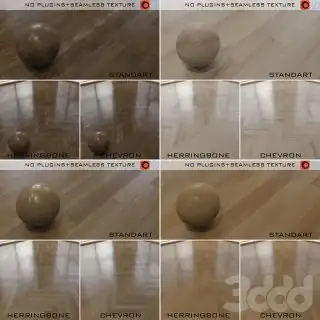 NO PLUGINS+SEAMLESS TEXTURE
NO PLUGINS+SEAMLESS TEXTURE
STANDART
STANDART
HERRINGBONE
CHEVRON
HERRINGBONE
CHEVRON
NO PLUGINS+SEAMLESS TEXTURE
NO PLUGINS+SEAMLESS TEXTURE
STANDART
STANDART
HERRINGBONE
CHEVRON
HERRINGBONE
CHEVRON
3ddd